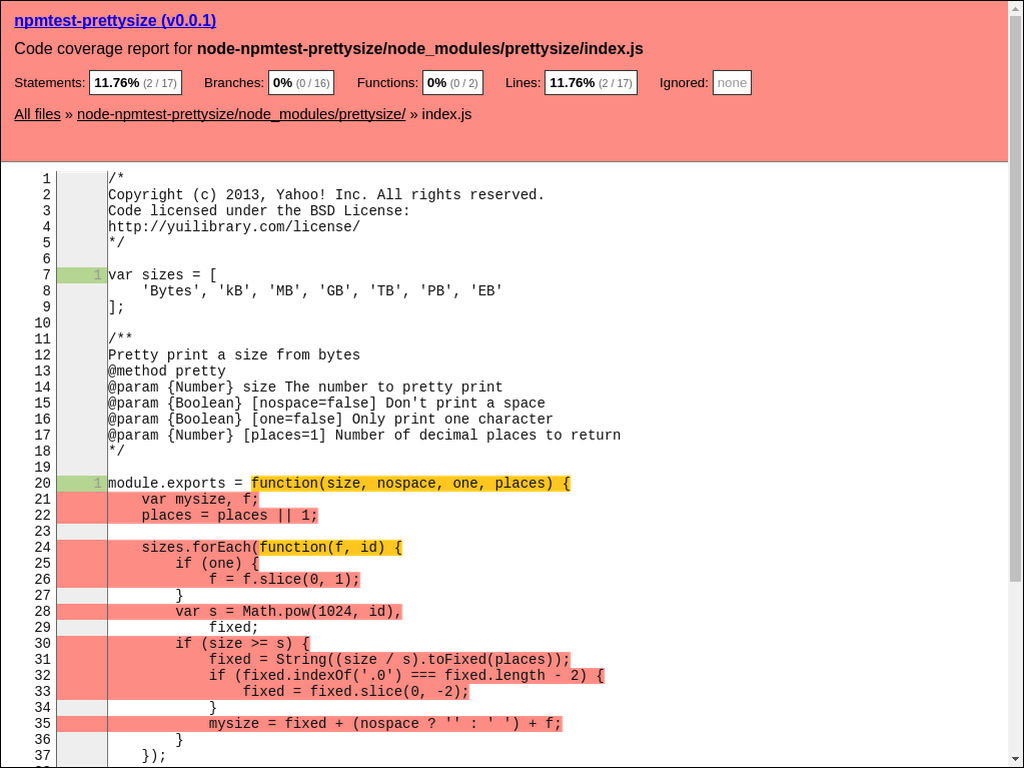 npmtest-prettysize (v0.0.1)
Code coverage report for node-npmtest-prettysize/node_modules/prettysize/index.js
Statements: 11.76% (2 / 17) Branches: 0% (0 / 16) Functions: 0% (0 / 2) Lines: 11.76% (2 / 17) Ignored: none
All files » node-npmtest-prettysize/node_modules/prettysize/ » index.js
1 /*
2 Copyright (c) 2013, Yahoo! Inc. All rights reserved.
3 Code licensed under the BSD License:
4 http://yuilibrary.com/license/
5 */
6
7 1 var sizes = [
8     'Bytes', 'kB', 'MB', 'GB', 'TB', 'PB', 'EB'
9 ];
10
11 /**
12 Pretty print a size from bytes
13 @method pretty
14 @param {Number} size The number to pretty print
15 @param {Boolean} [nospace=false] Don't print a space
16 @param {Boolean} [one=false] Only print one character
17 @param {Number} [places=1] Number of decimal places to return
18 */
19
20 1 module.exports = function(size, nospace, one, places) {
21     var mysize, f;
22     places = places || 1;
23
24     sizes.forEach(function(f, id) {
25         if (one) {
26             f = f.slice(0, 1);
27         }
28         var s = Math.pow(1024, id),
29             fixed;
30         if (size >= s) {
31             fixed = String((size / s).toFixed(places));
32             if (fixed.indexOf('.0') === fixed.length - 2) {
33                 fixed = fixed.slice(0, -2);
34             }
35             mysize = fixed + (nospace ? '' : ' ') + f;
36         }
37     });